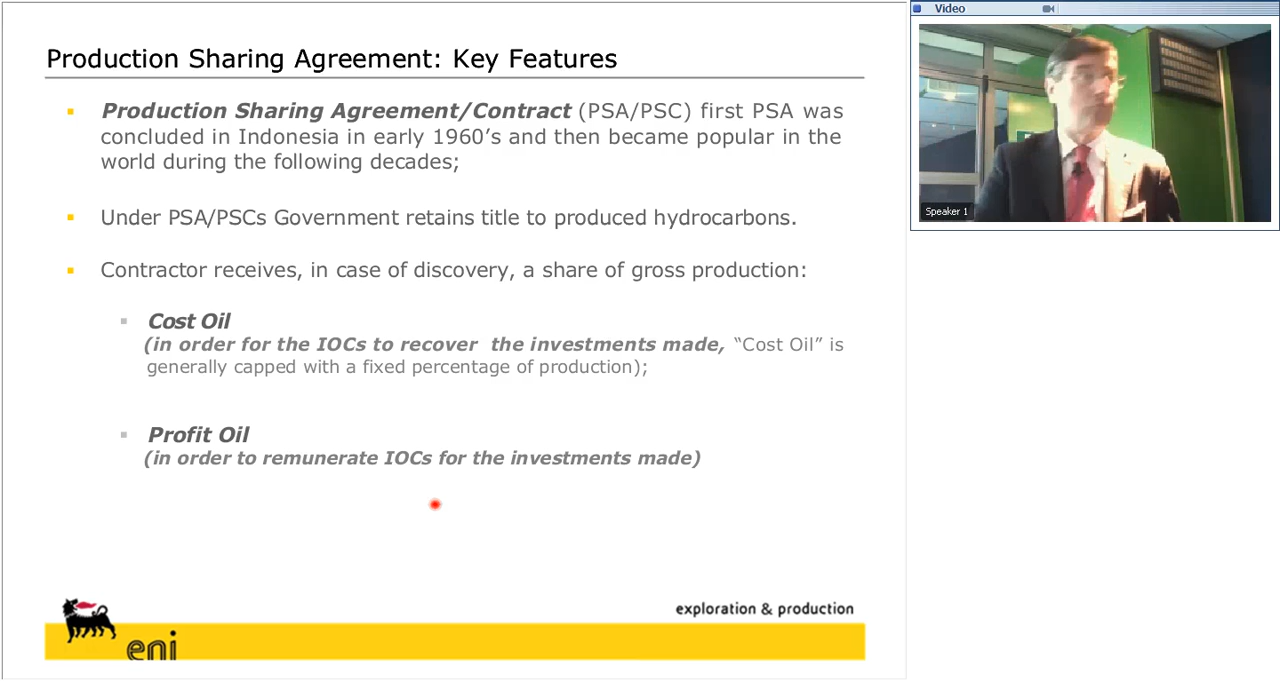 Production Sharing Agreement: Key Features
Production Sharing Agreement/Contract (PSA/PSC) first PSA was
concluded in Indonesia in early 1960’s and then became popular in the
world during the following decades;
Under PSA/PSCs Government retains title to produced hydrocarbons.
Contractor receives, in case of discovery, a share of gross production:
Cost Oil
(in order for the IOCs to recover the investments made, “Cost Oil” is
generally capped with a fixed percentage of production);
Profit Oil
(in order to remunerate IOCs for the investments made)
exploration & production
eni
Video
Speaker 1